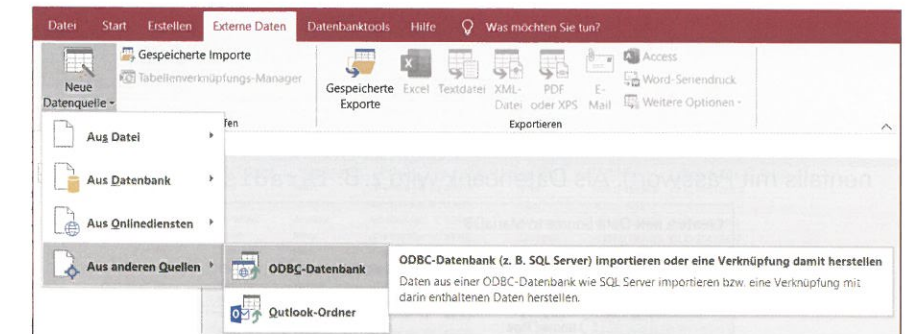 Datei Start Erstellen Externe Daten Datenbanktools Hilfe Was möchten Sie tun?
Neue
Datenquelle
Gespeicherte Importe
Tabellenverknüpfungs-Manager
Gespeicherte
Exporte
Excel
Textdatei
XML-
Datei
PDF
oder XPS
E-
Mail
Access
Word-Seriendruck
Weitere Optionen
fen
Exportieren
Aus Datei
Aus Datenbank
Aus Onlinediensten
Aus anderen Quellen
ODBC-Datenbank
Outlook-Ordner
ODBC-Datenbank (z. B. SQL Server) importieren oder eine Verknüpfung damit herstellen
Daten aus einer ODBC-Datenbank wie SQL Server importieren bzw. eine Verknüpfung mit
darin enthaltenen Daten herstellen.